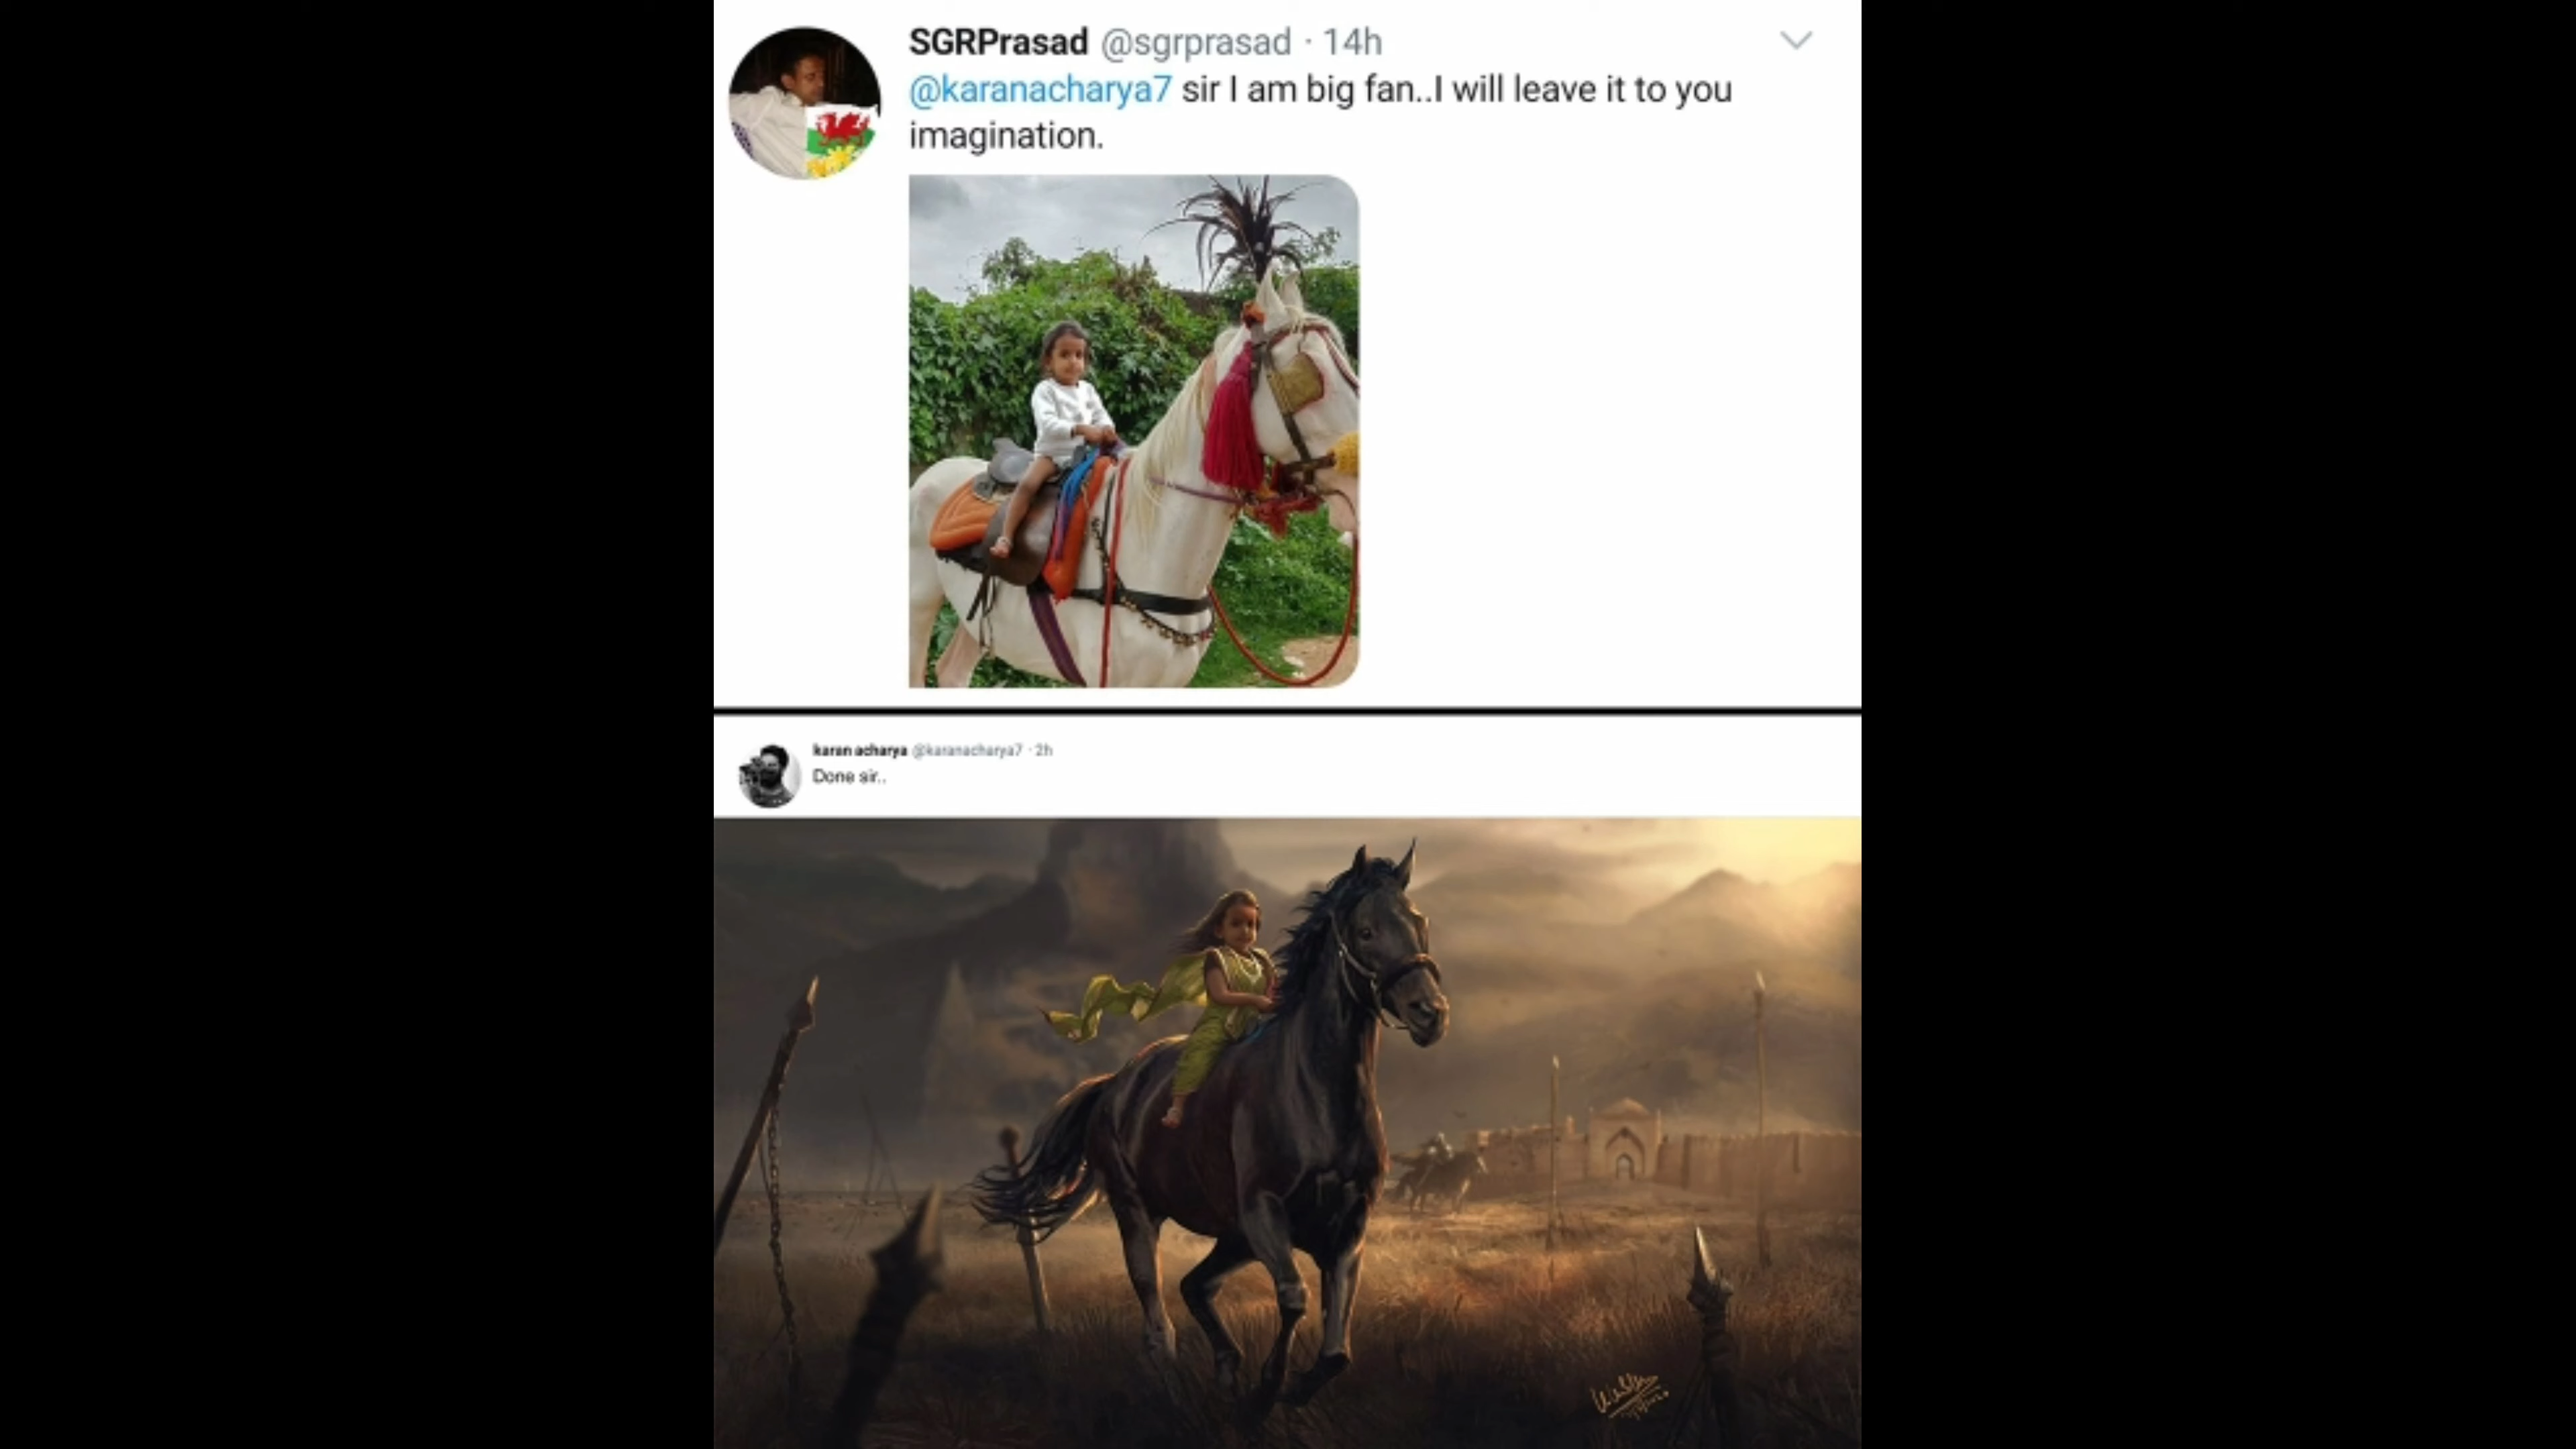 SGRPrasad @sgrprasad · 14h
@karanacharya7 sir I am big fan..I will leave it to you
imagination.
karan acharya @karanacharya7 · 2h
Done sir..